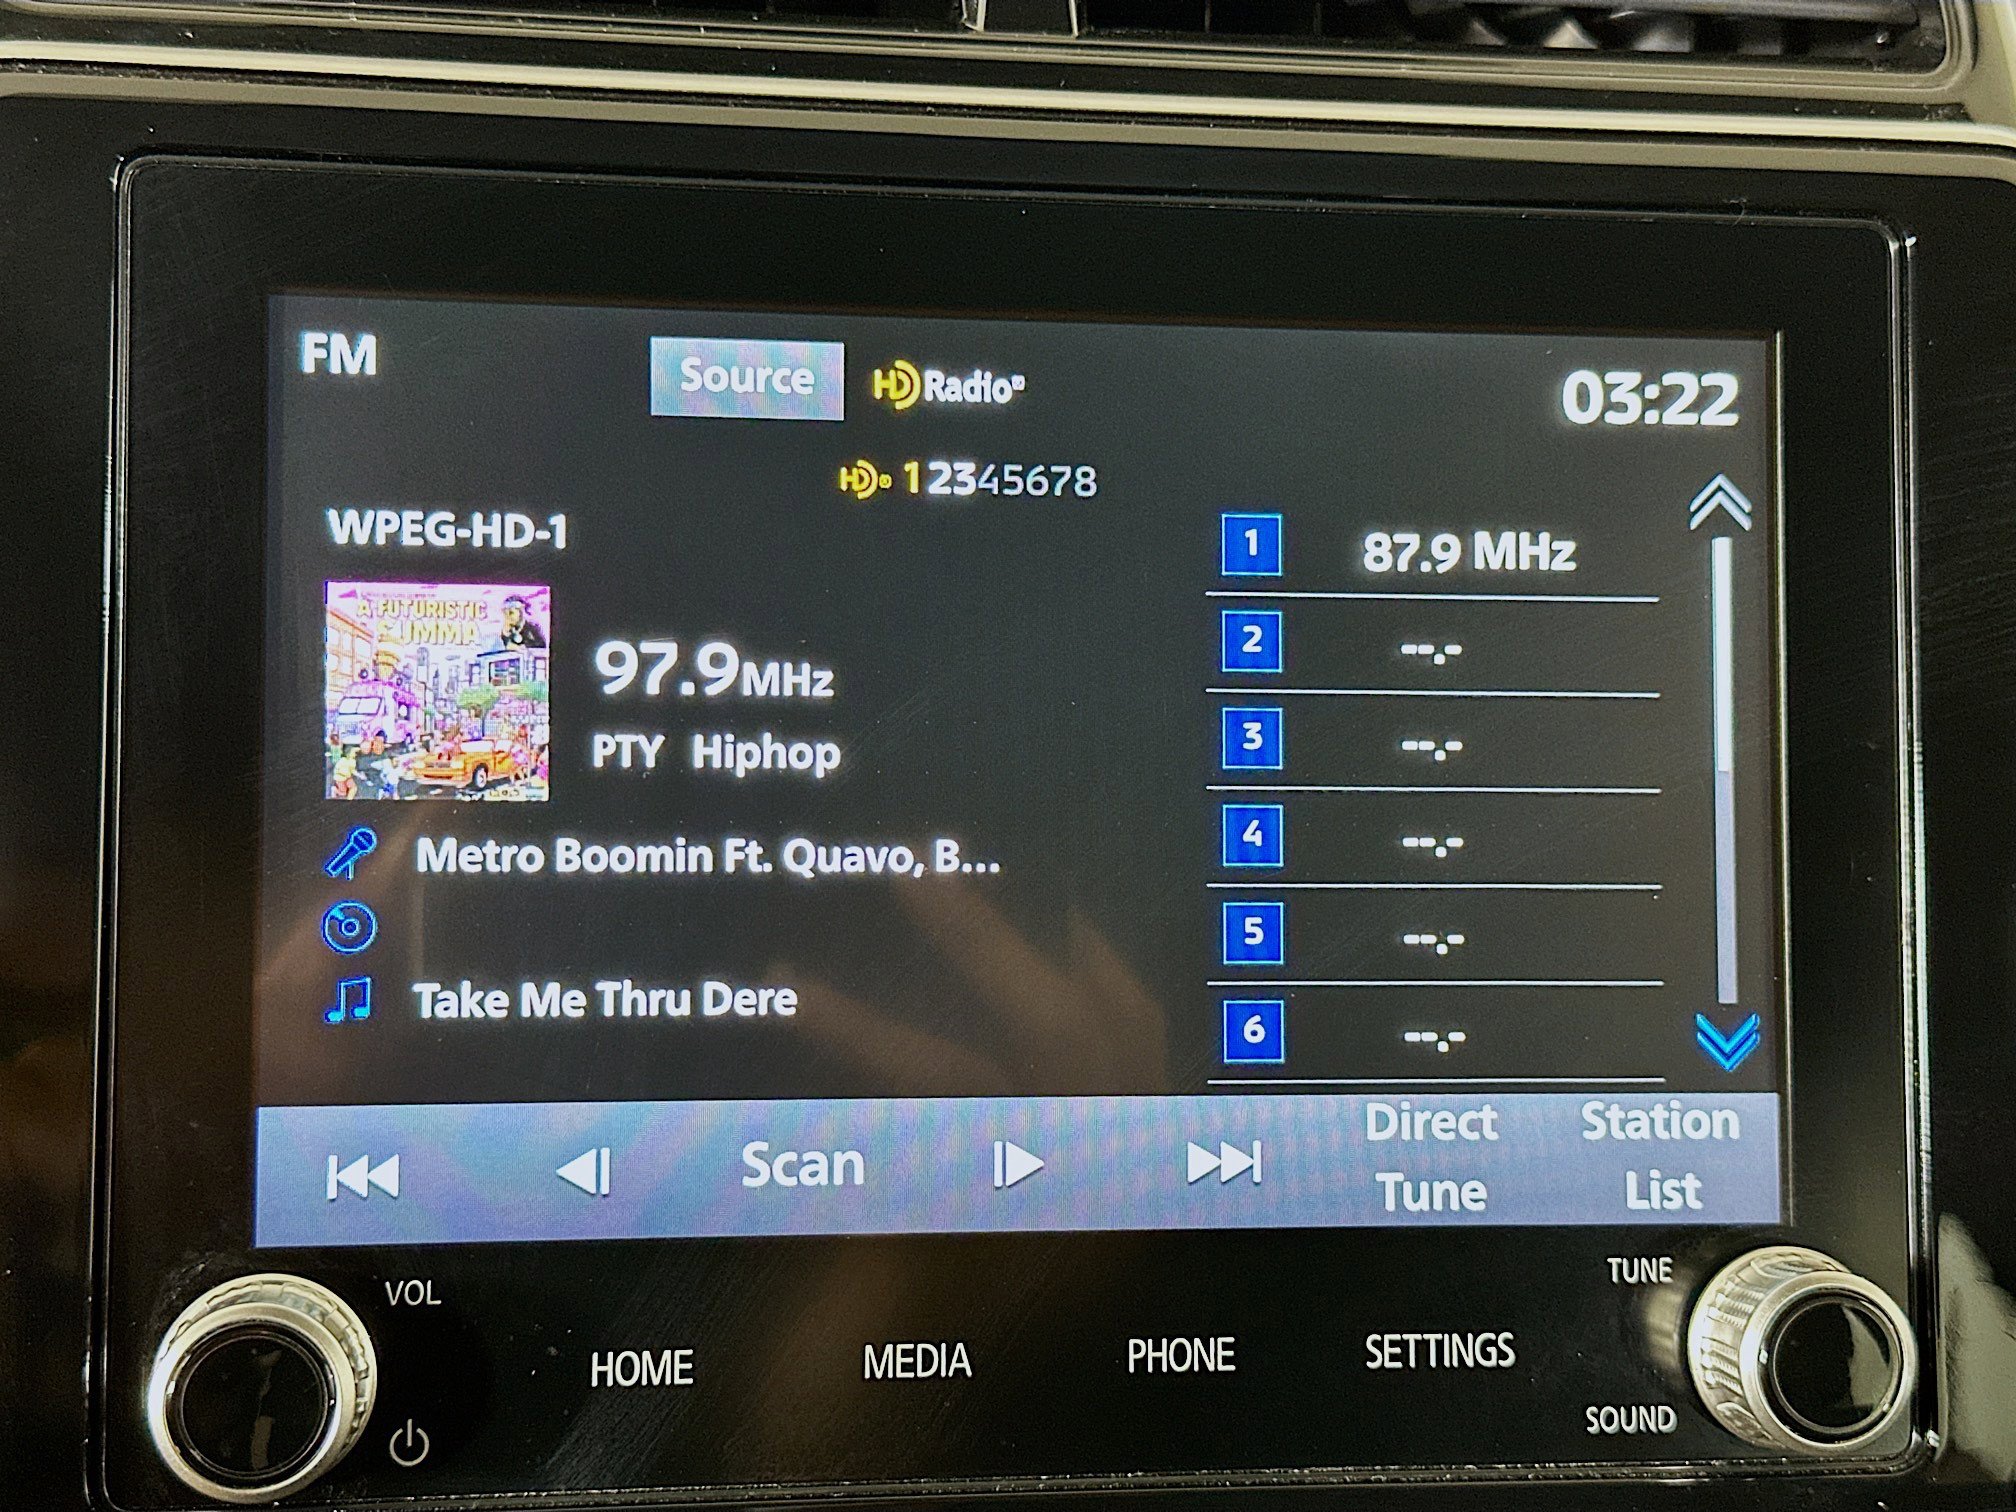 FM
Source
HD Radio
03:22
HD 12345678
WPEG-HD-1
A FUTURISTIC
SUMMA
97.9MHz
PTY Hiphop
Metro Boomin Ft. Quavo, B...
Take Me Thru Dere
1 87.9 MHz
2 --.-
3 --.-
4 --.-
5 --.-
6 --.-
Scan
Direct
Tune
Station
List
VOL
HOME
MEDIA
PHONE
SETTINGS
TUNE
SOUND